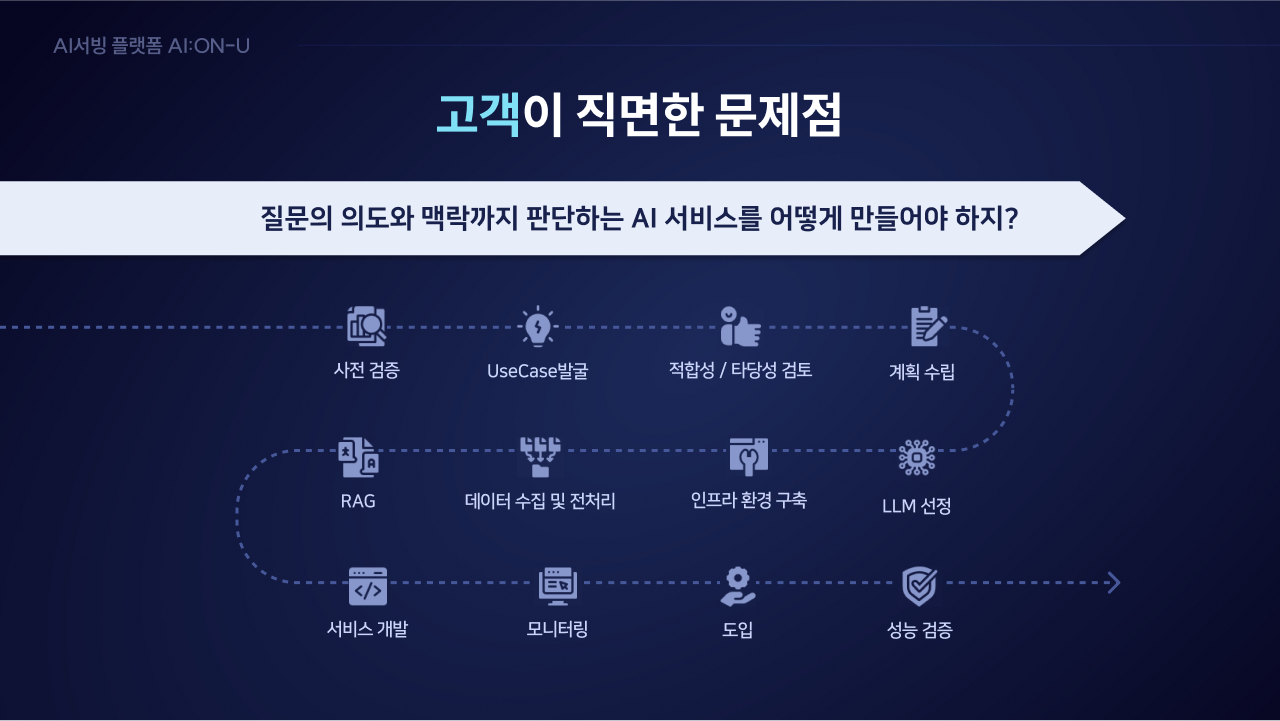 AI서빙 플랫폼 AI:ON-U
고객이 직면한 문제점
질문의 의도와 맥락까지 판단하는 AI 서비스를 어떻게 만들어야 하지?
사전 검증
UseCase발굴
적합성 / 타당성 검토
계획 수립
RAG
데이터 수집 및 전처리
인프라 환경 구축
LLM 선정
서비스 개발
모니터링
도입
성능 검증